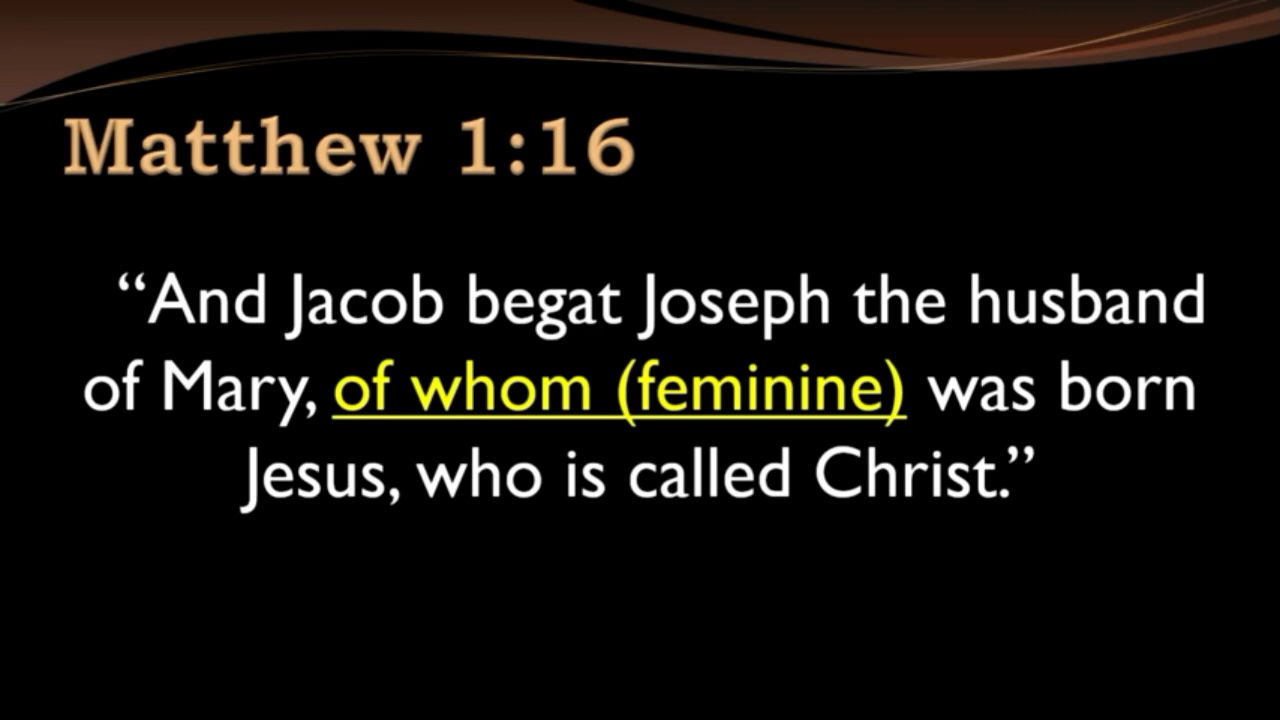 Matthew 1:16
“And Jacob begat Joseph the husband
of Mary, of whom (feminine) was born
Jesus, who is called Christ.”